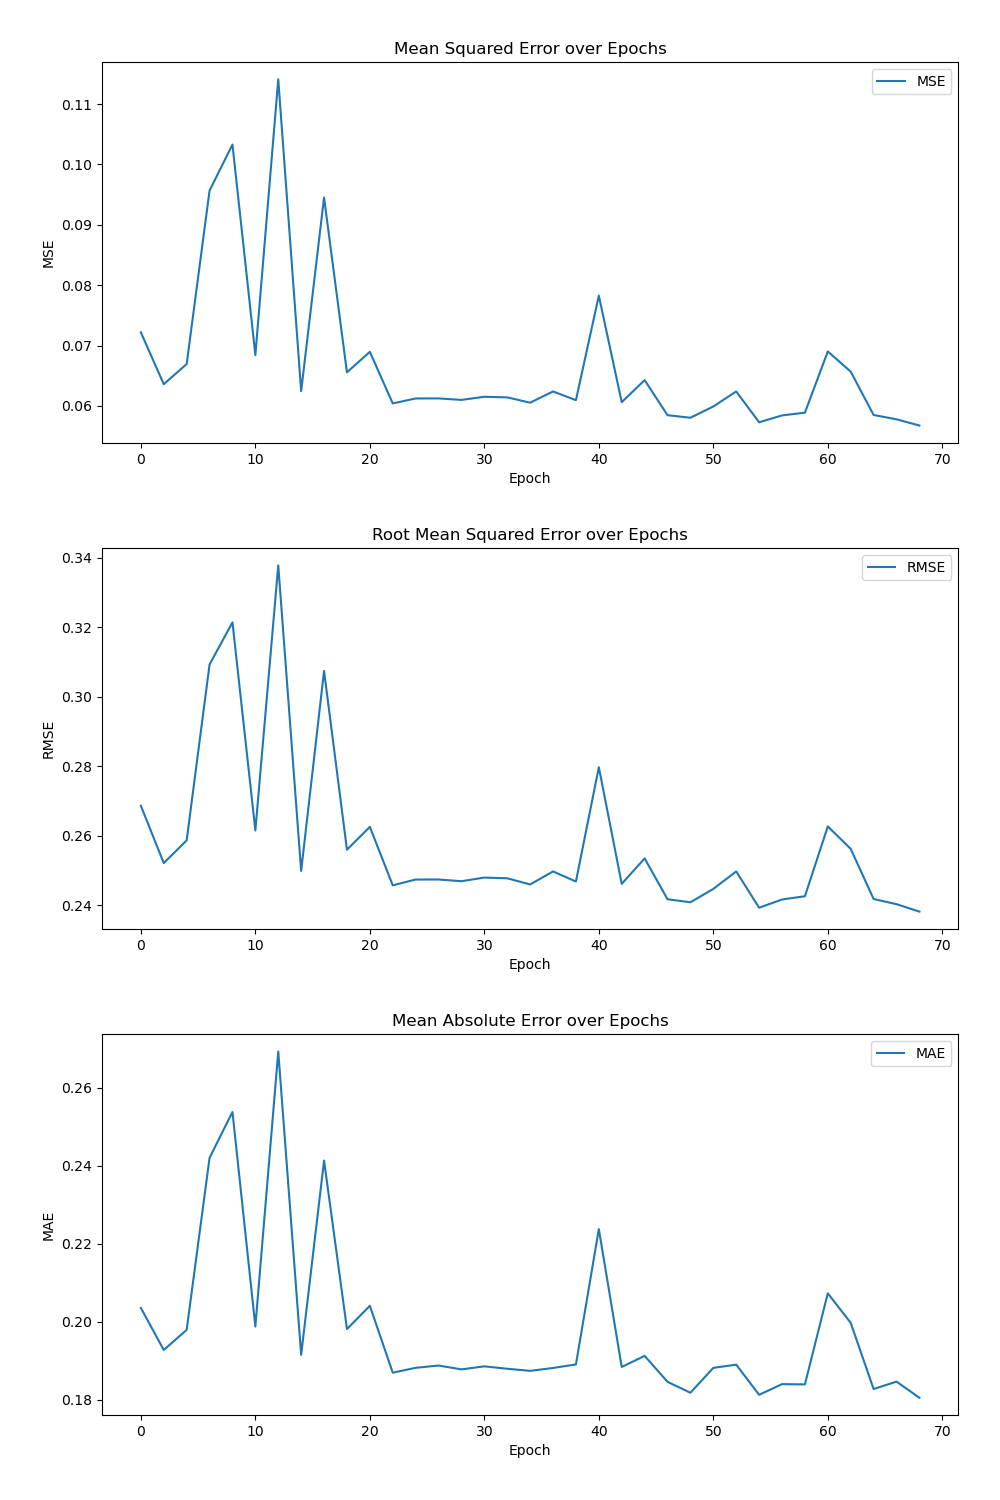 Mean Squared Error over Epochs
MSE
0.11
0.10
0.09
0.08
0.07
0.06
MSE
0 10 20 30 40 50 60 70
Epoch
Root Mean Squared Error over Epochs
RMSE
0.34
0.32
0.30
0.28
0.26
0.24
RMSE
0 10 20 30 40 50 60 70
Epoch
Mean Absolute Error over Epochs
MAE
0.26
0.24
0.22
0.20
0.18
MAE
0 10 20 30 40 50 60 70
Epoch